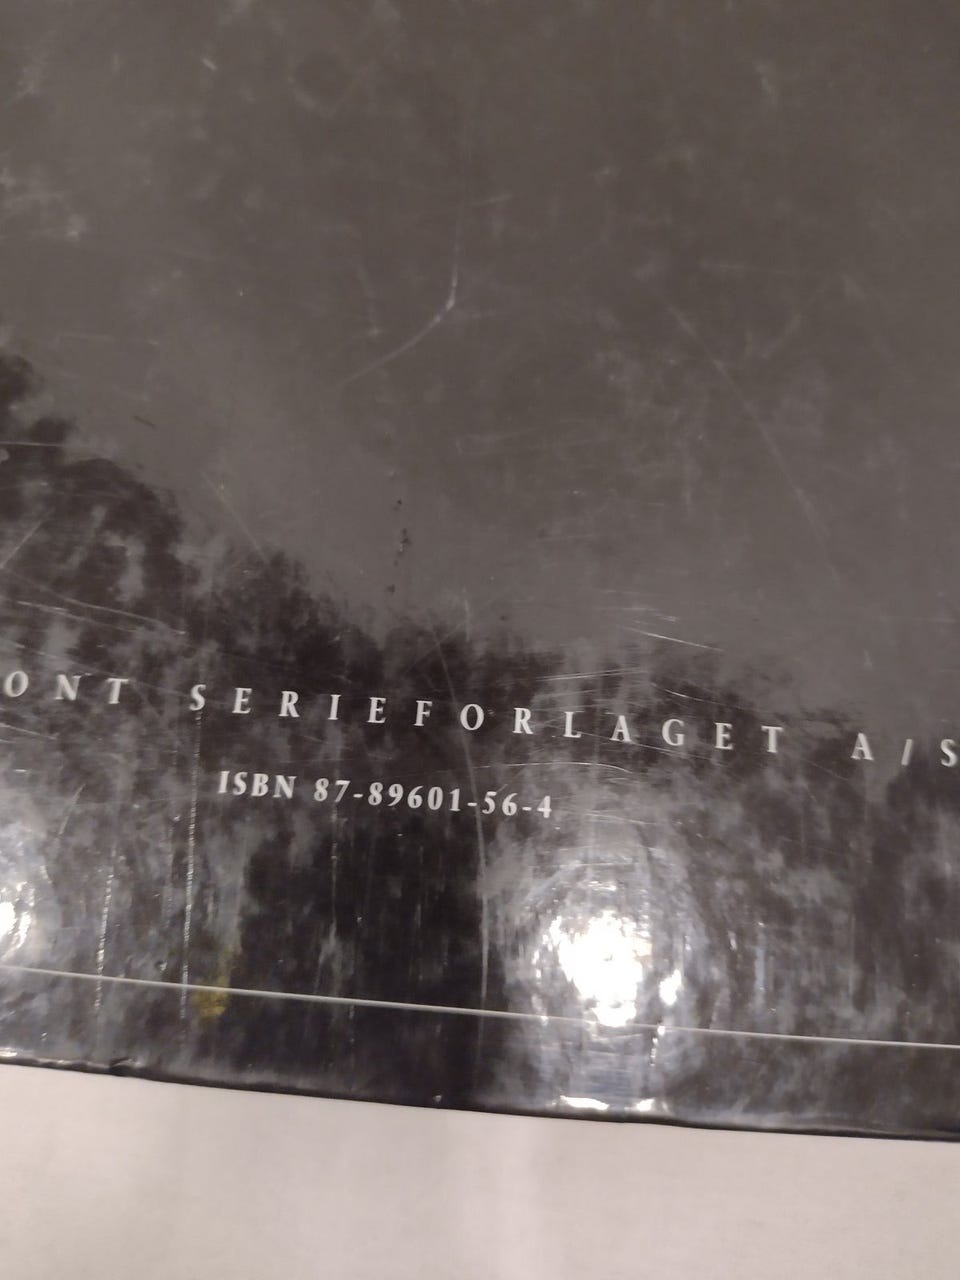 ONT SERIEFORLAGET A/S
ISBN 87-89601-56-4